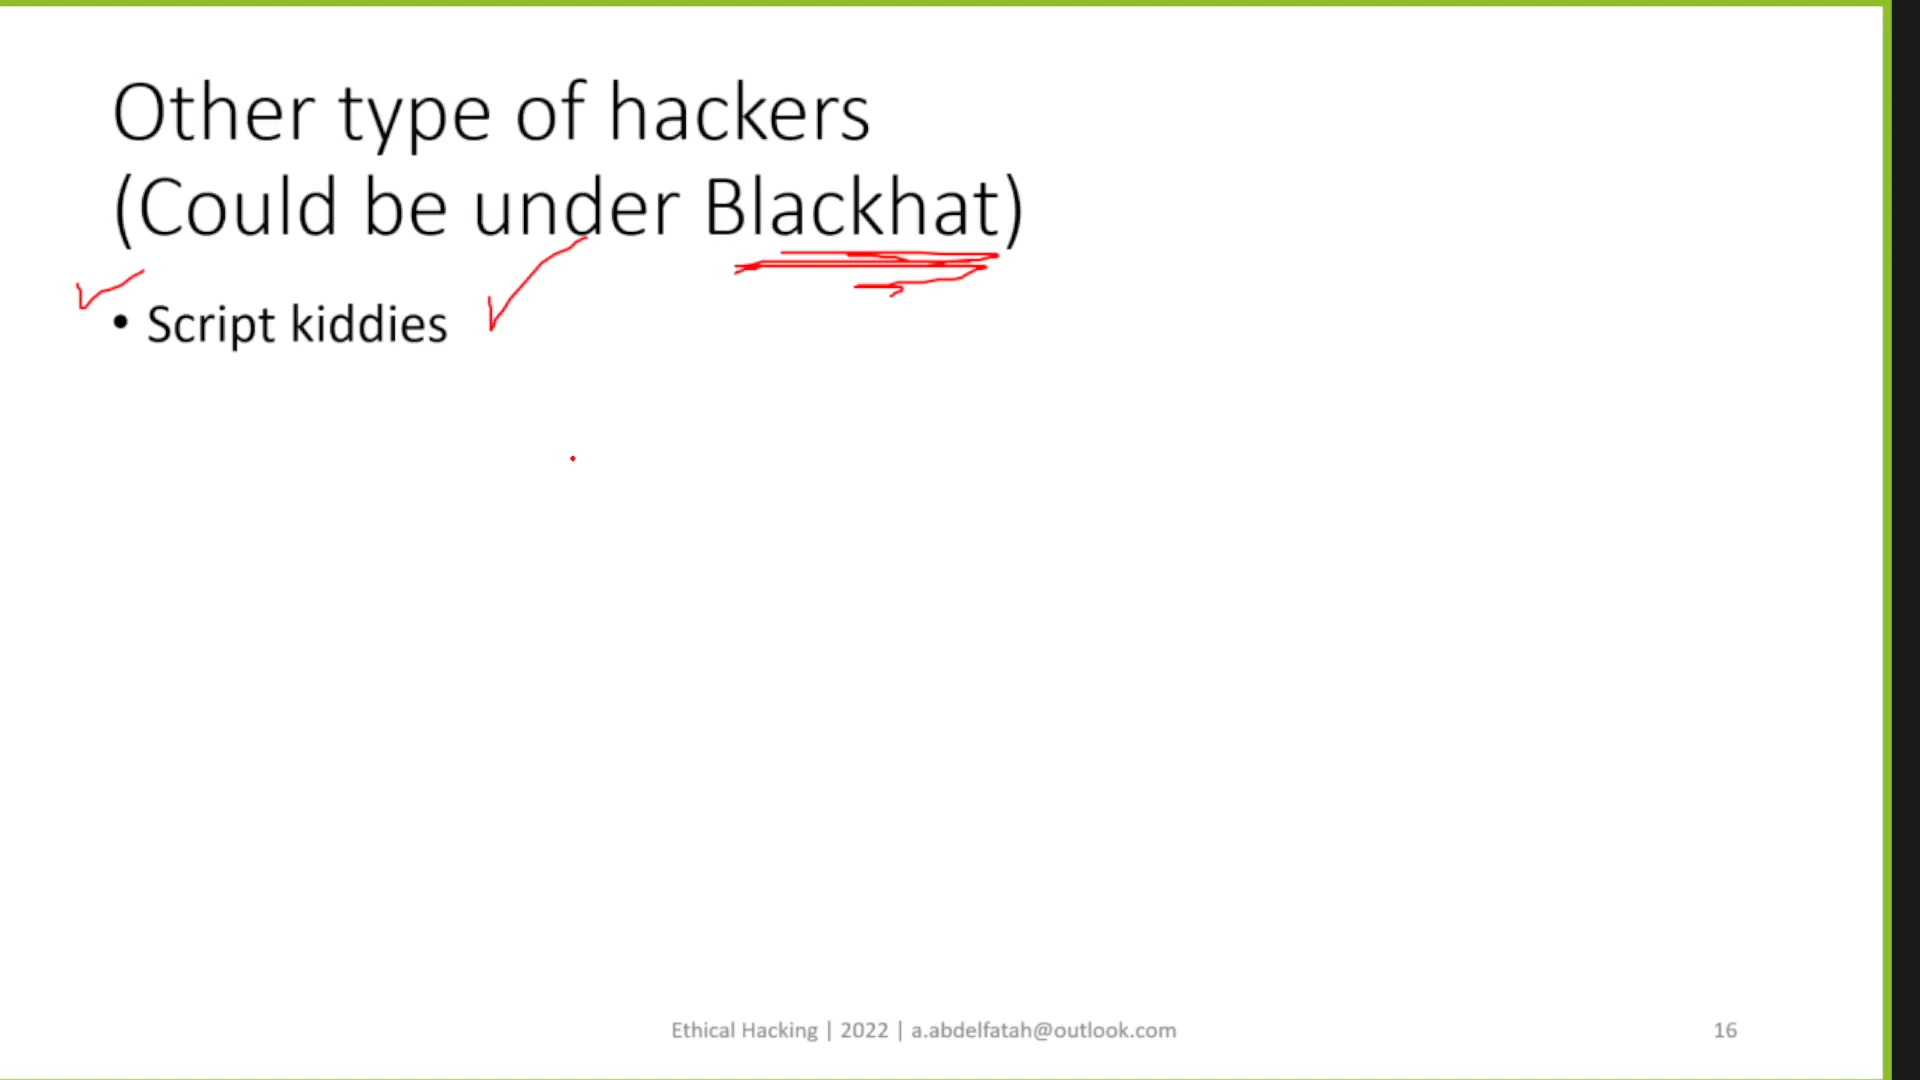 Other type of hackers
(Could be under Blackhat)
• Script kiddies
Ethical Hacking | 2022 | a.abdelfatah@outlook.com
16